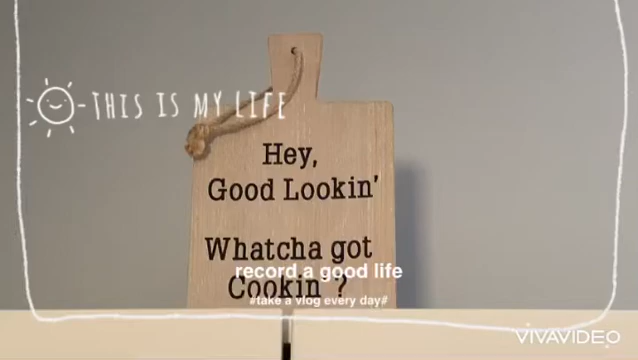 THIS IS MY LIFE
Hey,
Good Lookin'
Whatcha got
record a good life
Cookin'?
#take a vlog every day#
VIVAVIDEO